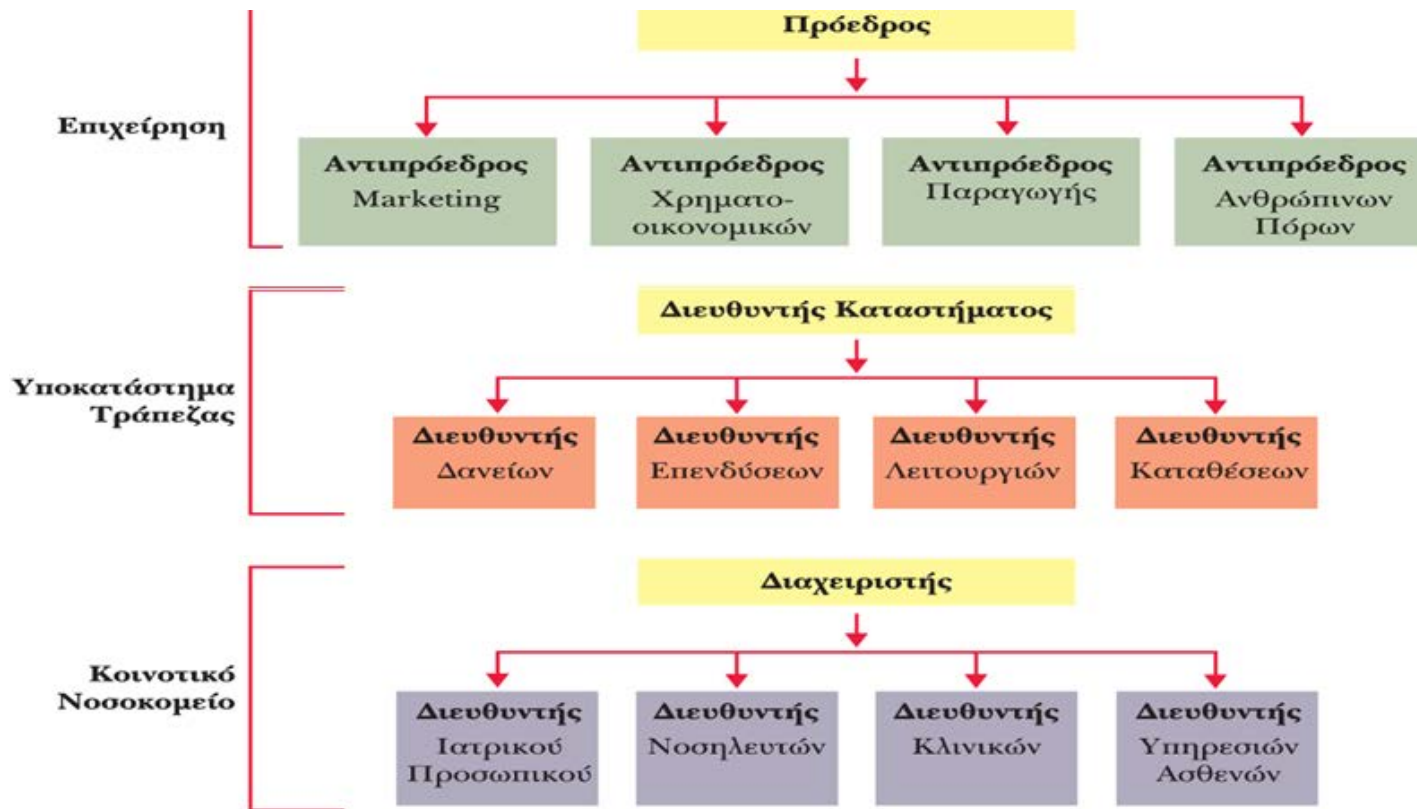 Πρόεδρος
Επιχείρηση
Αντιπρόεδρος
Marketing
Αντιπρόεδρος
Χρηματο-
οικονομικών
Αντιπρόεδρος
Παραγωγής
Αντιπρόεδρος
Ανθρώπινων
Πόρων
Διευθυντής Καταστήματος
Υποκατάστημα
Τράπεζας
Διευθυντής
Δανείων
Διευθυντής
Επενδύσεων
Διευθυντής
Λειτουργιών
Διευθυντής
Καταθέσεων
Διαχειριστής
Κοινοτικό
Νοσοκομείο
Διευθυντής
Ιατρικού
Προσωπικού
Διευθυντής
Νοσηλευτών
Διευθυντής
Κλινικών
Διευθυντής
Υπηρεσιών
Ασθενών